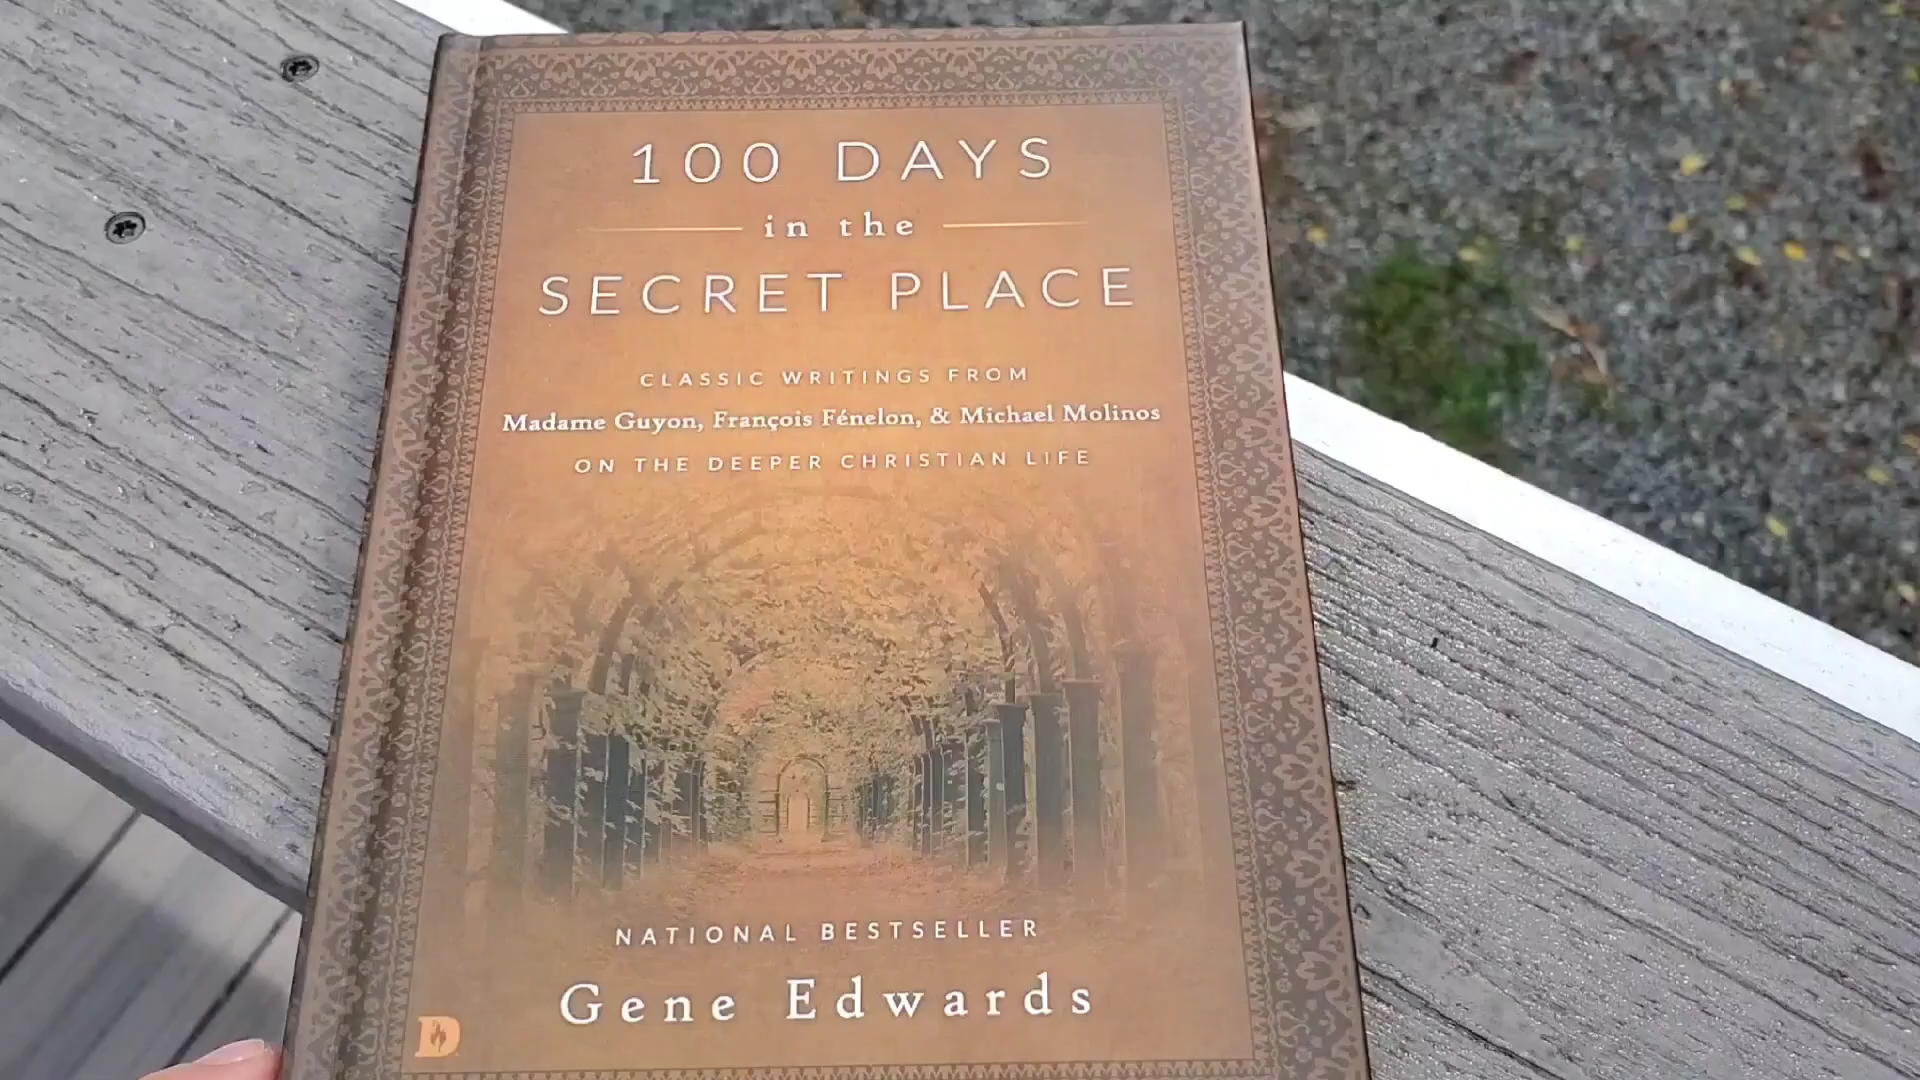 100 DAYS
in the
SECRET PLACE
CLASSIC WRITINGS FROM
Madame Guyon, François Fénelon, & Michael Molinos
ON THE DEEPER CHRISTIAN LIFE
NATIONAL BESTSELLER
Gene Edwards
D